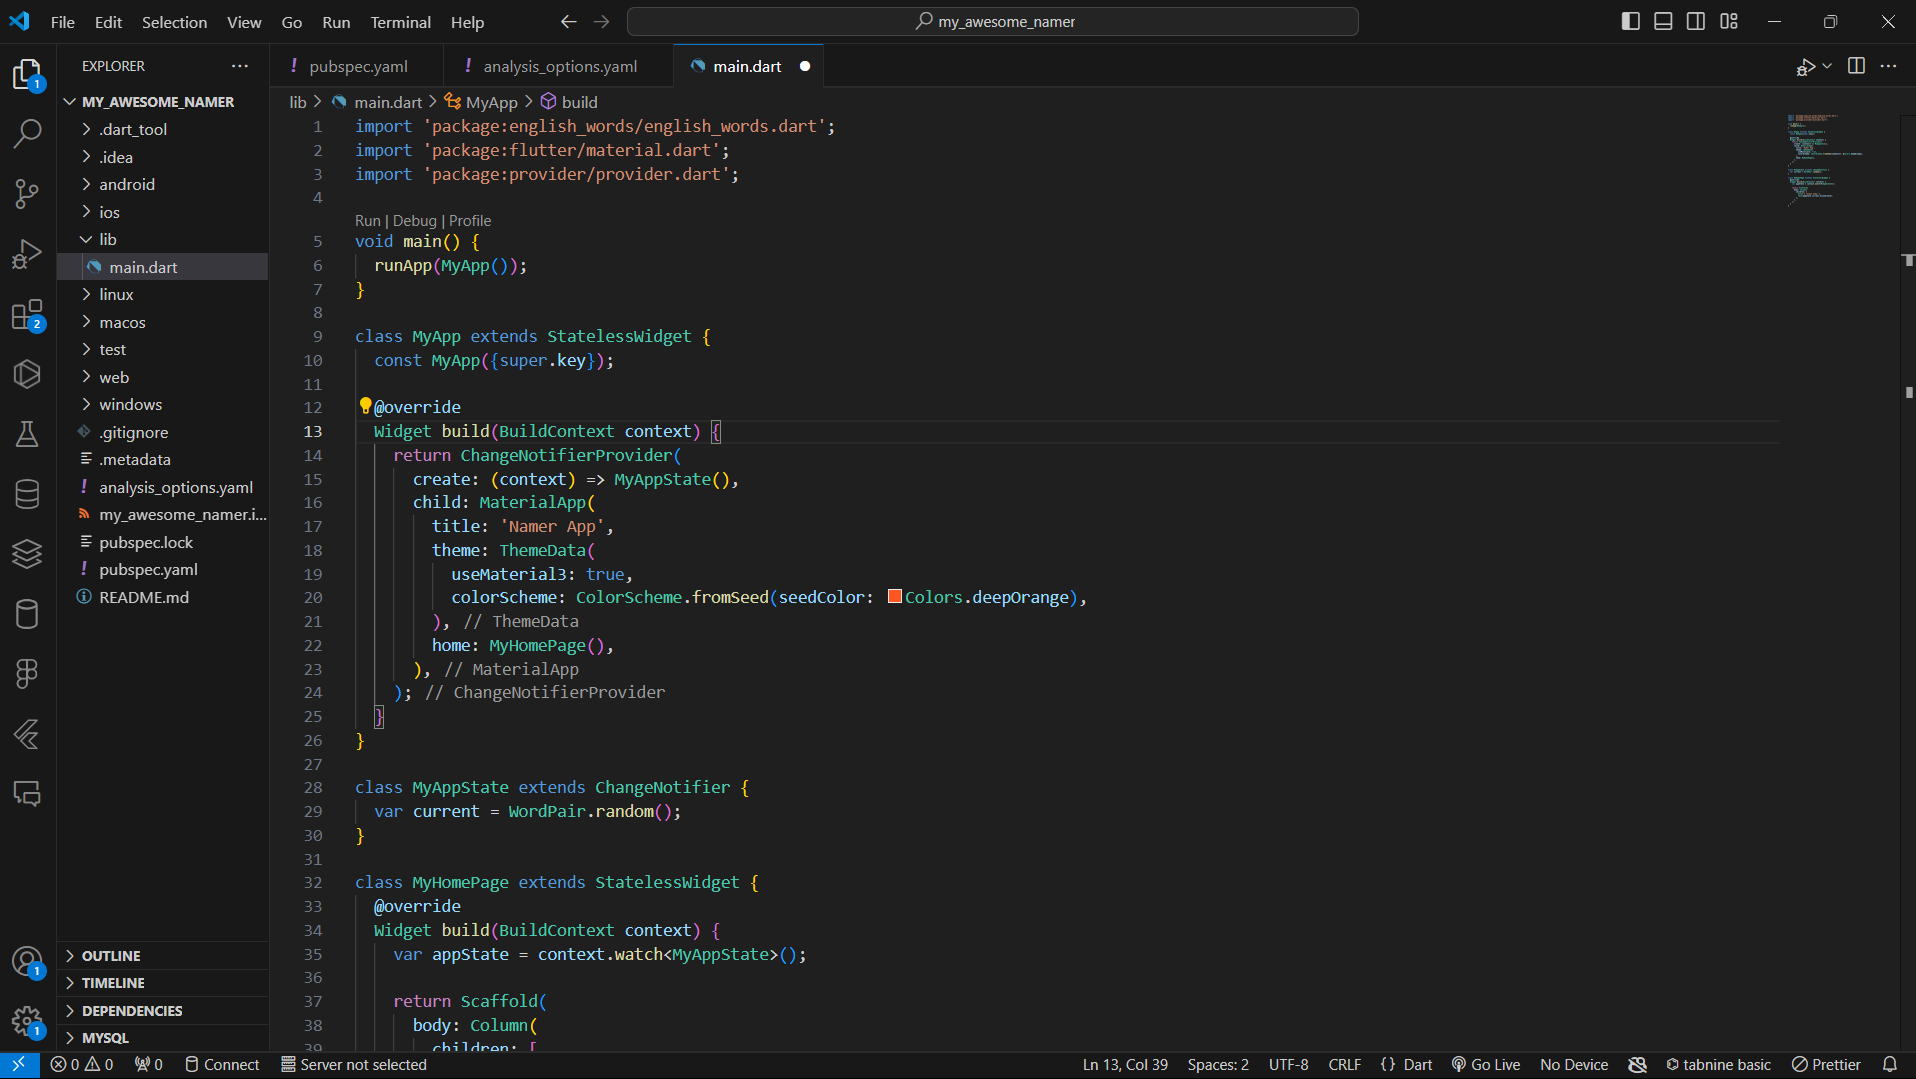 File Edit Selection View Go Run Terminal Help
my_awesome_namer
EXPLORER
MY_AWESOME_NAMER
.dart_tool
.idea
android
ios
lib
main.dart
linux
macos
test
web
windows
.gitignore
.metadata
analysis_options.yaml
my_awesome_namer.i...
pubspec.lock
pubspec.yaml
README.md
OUTLINE
TIMELINE
DEPENDENCIES
MYSQL
1
2
1
1
! pubspec.yaml ! analysis_options.yaml main.dart
lib > main.dart > MyApp > build
1 import 'package:english_words/english_words.dart';
2 import 'package:flutter/material.dart';
3 import 'package:provider/provider.dart';
4
Run | Debug | Profile
5 void main() {
6 runApp(MyApp());
7 }
8
9 class MyApp extends StatelessWidget {
10 const MyApp({super.key});
11
12 @override
13 Widget build(BuildContext context) {
14 return ChangeNotifierProvider(
15 create: (context) => MyAppState(),
16 child: MaterialApp(
17 title: 'Namer App',
18 theme: ThemeData(
19 useMaterial3: true,
20 colorScheme: ColorScheme.fromSeed(seedColor: Colors.deepOrange),
21 ), // ThemeData
22 home: MyHomePage(),
23 ), // MaterialApp
24 ); // ChangeNotifierProvider
25 }
26 }
27
28 class MyAppState extends ChangeNotifier {
29 var current = WordPair.random();
30 }
31
32 class MyHomePage extends StatelessWidget {
33 @override
34 Widget build(BuildContext context) {
35 var appState = context.watch<MyAppState>();
36
37 return Scaffold(
38 body: Column(
39 children: [
0 0 0 Connect Server not selected Ln 13, Col 39 Spaces: 2 UTF-8 CRLF {} Dart Go Live No Device tabnine basic Prettier